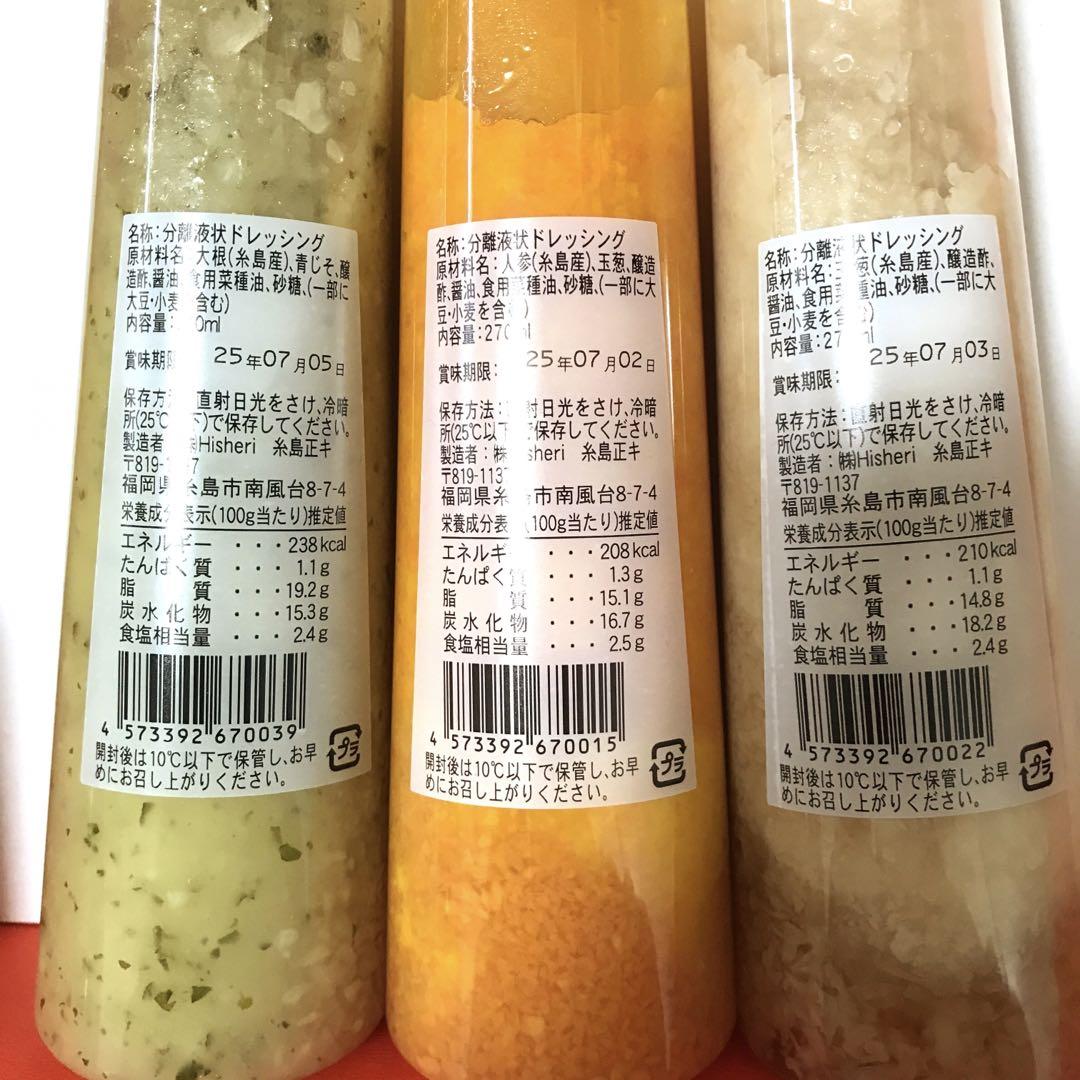 名称:分離液状ドレッシング
原材料名:大根(糸島産)、青じそ、醸
造酢、醤油、食用菜種油、砂糖、(一部に
大豆・小麦を含む)
内容量: 0ml
賞味期限 25年07月05日
保存方法:直射日光をさけ、冷暗
所(25℃以下)で保存してください。
製造者:㈱Hisheri 糸島正キ
〒819-11 7
福岡県糸島市南風台8-7-4
栄養成分表示(100g当たり)推定値
エネルギー ・・・ 238kcal
たんぱく質 ・・・・ 1.1g
脂 質 ・・・ 19.2g
炭水化物 ・・・ 15.3g
食塩相当量 ・・・・ 2.4g
4 573392 670039
プラ
開封後は10℃以下で保管し、お早
めにお召し上がりください。
名称:分離液状ドレッシング
原材料名:人参(糸島産)、玉葱、醸造
酢、醤油、食用菜種油、砂糖、(一部に大
豆・小麦を含む)
内容量:270ml
賞味期限: 25年07月02日
保存方法:直射日光をさけ、冷暗
所(25℃以下)で保存してください。
製造者:㈱Hisheri 糸島正キ
〒819-1137
福岡県糸島市南風台8-7-4
栄養成分表示(100g当たり)推定値
エネルギー ・・・ 208kcal
たんぱく質 ・・・・ 1.3g
脂 質 ・・・ 15.1g
炭水化物 ・・・ 16.7g
食塩相当量 ・・・・ 2.5g
4 573392 670015
プラ
開封後は10℃以下で保管し、お早
めにお召し上がりください。
名称:分離液状ドレッシング
原材料名:玉葱(糸島産)、醸造酢、
醤油、食用菜種油、砂糖、(一部に大
豆・小麦を含む)
内容量:27 ml
賞味期限: 25年07月03日
保存方法:直射日光をさけ、冷暗
所(25℃以下)で保存してください。
製造者:㈱Hisheri 糸島正キ
〒819-1137
福岡県糸島市南風台8-7-4
栄養成分表示(100g当たり)推定値
エネルギー ・・・ 210kcal
たんぱく質 ・・・・ 1.1g
脂 質 ・・・ 14.8g
炭水化物 ・・・ 18.2g
食塩相当量 ・・・・ 2.4g
4 573392 670022
プラ
開封後は10℃以下で保管し、お早
めにお召し上がりください。